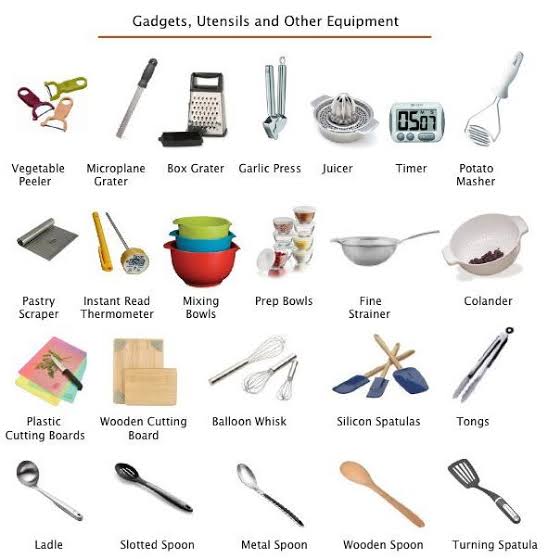 Gadgets, Utensils and Other Equipment
05 07
Vegetable Peeler
Microplane Grater
Box Grater
Garlic Press
Juicer
Timer
Potato Masher
Pastry Scraper
Instant Read Thermometer
Mixing Bowls
Prep Bowls
Fine Strainer
Colander
Plastic Cutting Boards
Wooden Cutting Board
Balloon Whisk
Silicon Spatulas
Tongs
Ladle
Slotted Spoon
Metal Spoon
Wooden Spoon
Turning Spatula